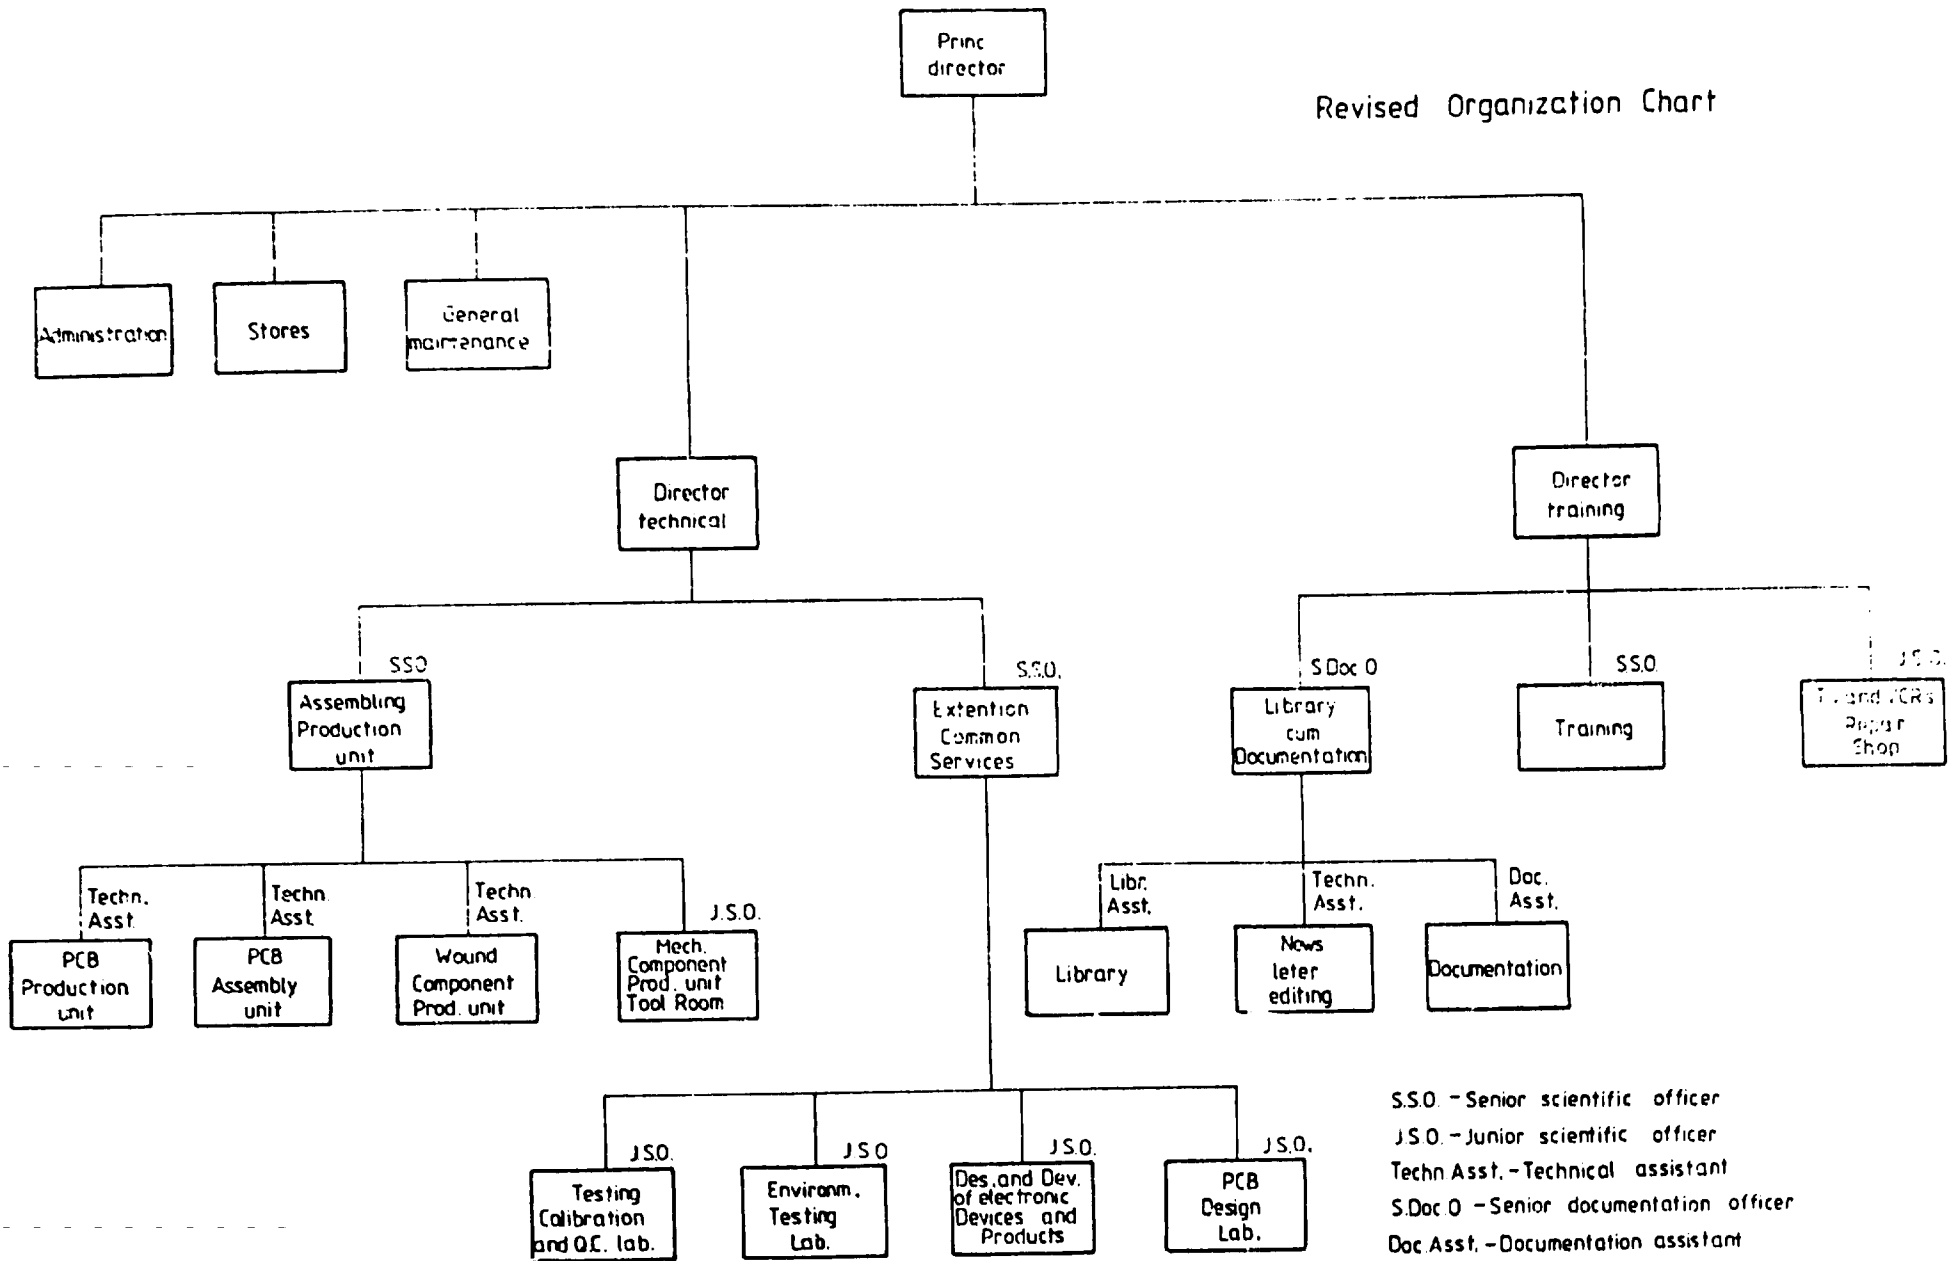 Princ
director
Revised Organization Chart
Administration
Stores
General
maintenance
Director
technical
Director
training
S.S.O
Assembling
Production
unit
S.S.O.
Extention
Common
Services
S.Doc O
Library
cum
Documentation
S.S.O.
Training
J.S.O.
and VCRs
Repair
Shop
Techn.
Asst.
PCB
Production
unit
Techn.
Asst.
PCB
Assembly
unit
Techn
Asst.
Wound
Component
Prod. unit
J.S.O.
Mech.
Component
Prod. unit
Tool Room
Libr.
Asst.
Library
Techn.
Asst.
News
leter
editing
Doc.
Asst.
Documentation
J.S.O.
Testing
Calibration
and Q.C. lab.
J.S.O
Environm.
Testing
Lab.
J.S.O.
Des. and Dev.
of electronic
Devices and
Products
J.S.O.
PCB
Design
Lab.
S.S.O. - Senior scientific officer
J.S.O. - Junior scientific officer
Techn. Asst. - Technical assistant
S.Doc.O - Senior documentation officer
Doc. Asst. - Documentation assistant